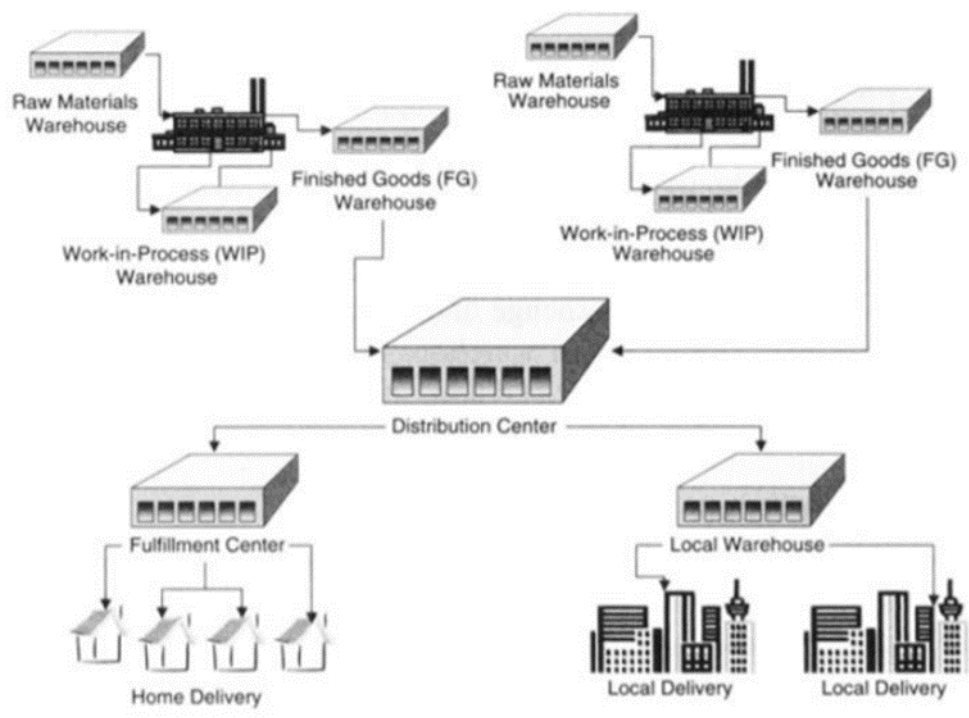 Raw Materials
Warehouse
Raw Materials
Warehouse
Finished Goods (FG)
Warehouse
Finished Goods (FG)
Warehouse
Work-in-Process (WIP)
Warehouse
Work-in-Process (WIP)
Warehouse
Distribution Center
Fulfillment Center
Local Warehouse
Home Delivery
Local Delivery
Local Delivery